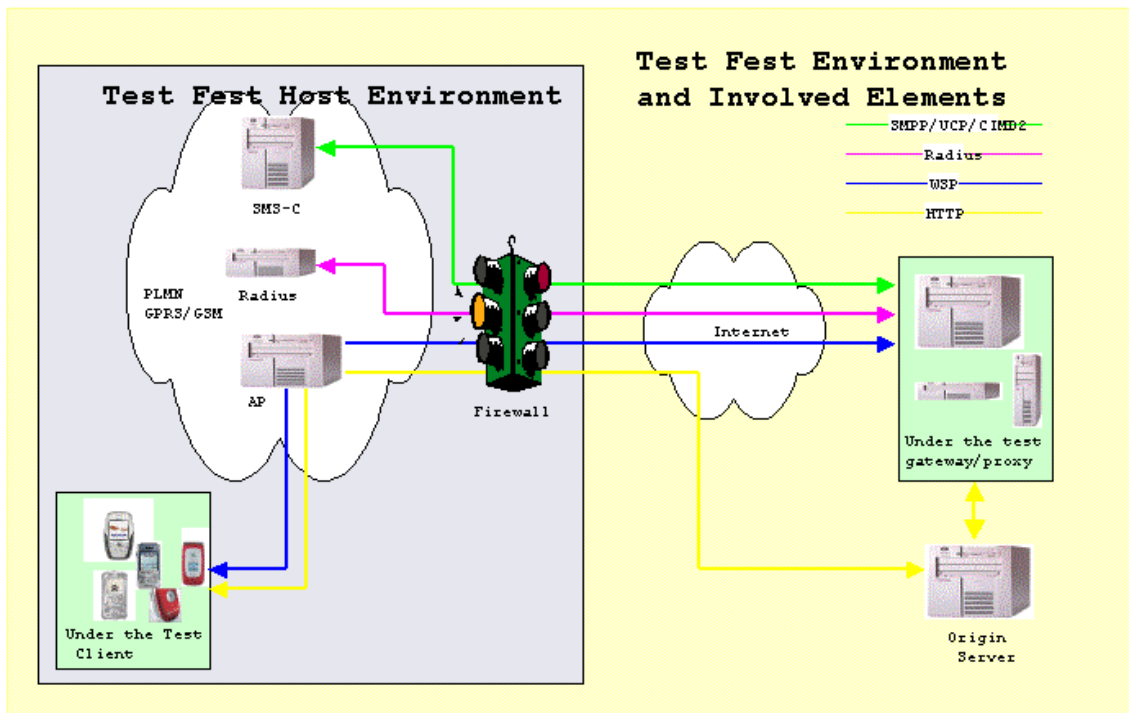 Test Fest Environment
and Involved Elements
Test Fest Host Environment
SMPP/UCP/CIMD2
Radius
WSP
HTTP
SMS-C
Radius
PLMN
GPRS/GSM
AP
Firewall
Internet
Under the test
gateway/proxy
Under the Test
Client
Origin
Server